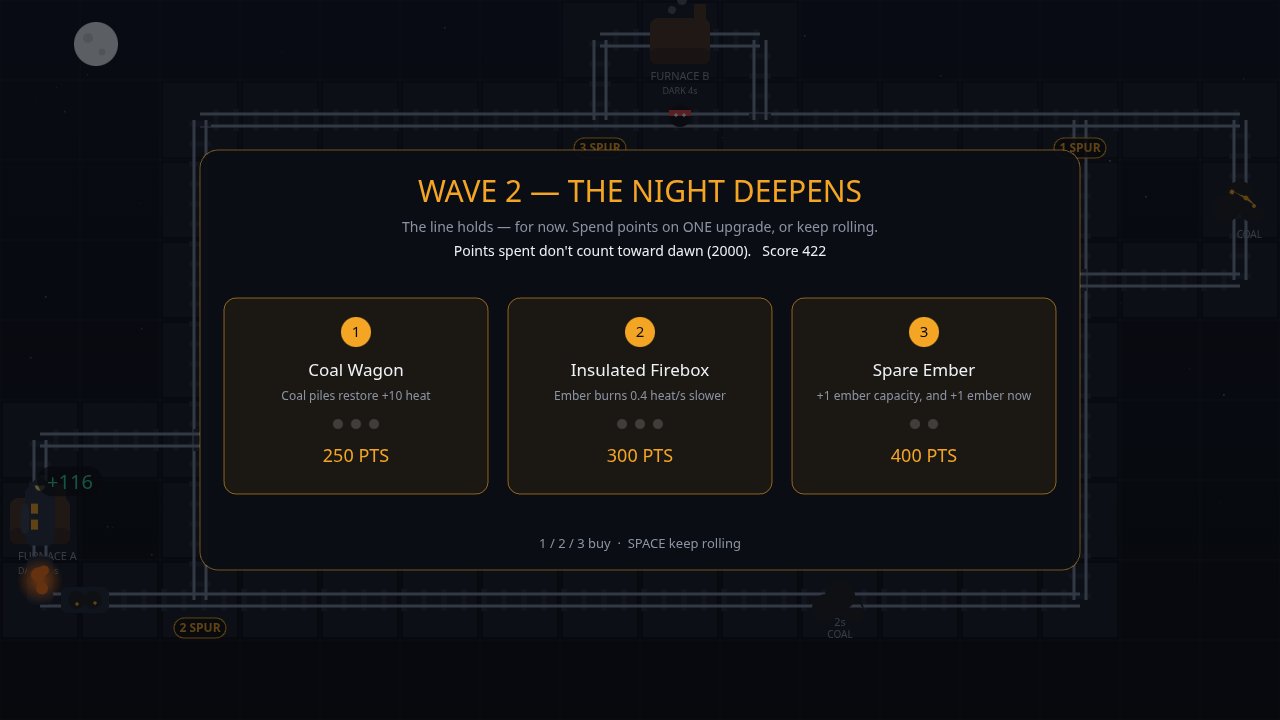 FURNACE B
DARK 4s
3 SPUR
1 SPUR
WAVE 2 — THE NIGHT DEEPENS
The line holds — for now. Spend points on ONE upgrade, or keep rolling.
Points spent don't count toward dawn (2000).   Score 422
COAL
1
2
3
Coal Wagon
Insulated Firebox
Spare Ember
Coal piles restore +10 heat
Ember burns 0.4 heat/s slower
+1 ember capacity, and +1 ember now
250 PTS
300 PTS
400 PTS
+116
1 / 2 / 3 buy  ·  SPACE keep rolling
FURNACE A
2 SPUR
2s
COAL